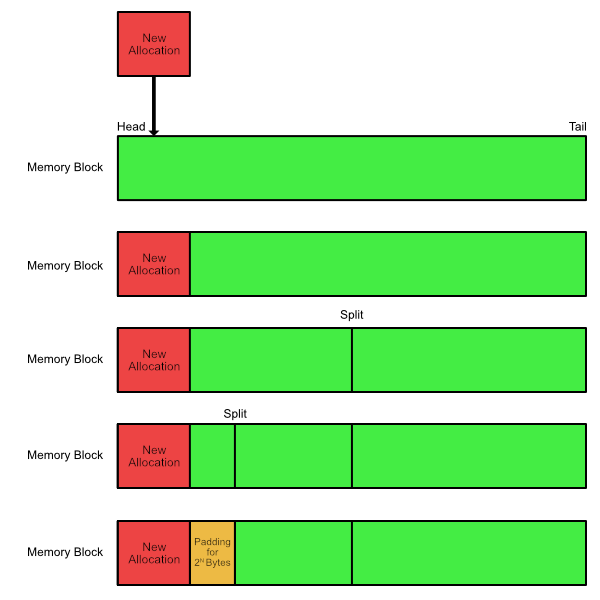 New
Allocation
Head
Tail
Memory Block
Memory Block
New
Allocation
Split
Memory Block
New
Allocation
Split
Memory Block
New
Allocation
Memory Block
New
Allocation
Padding
for
2ᴺ Bytes